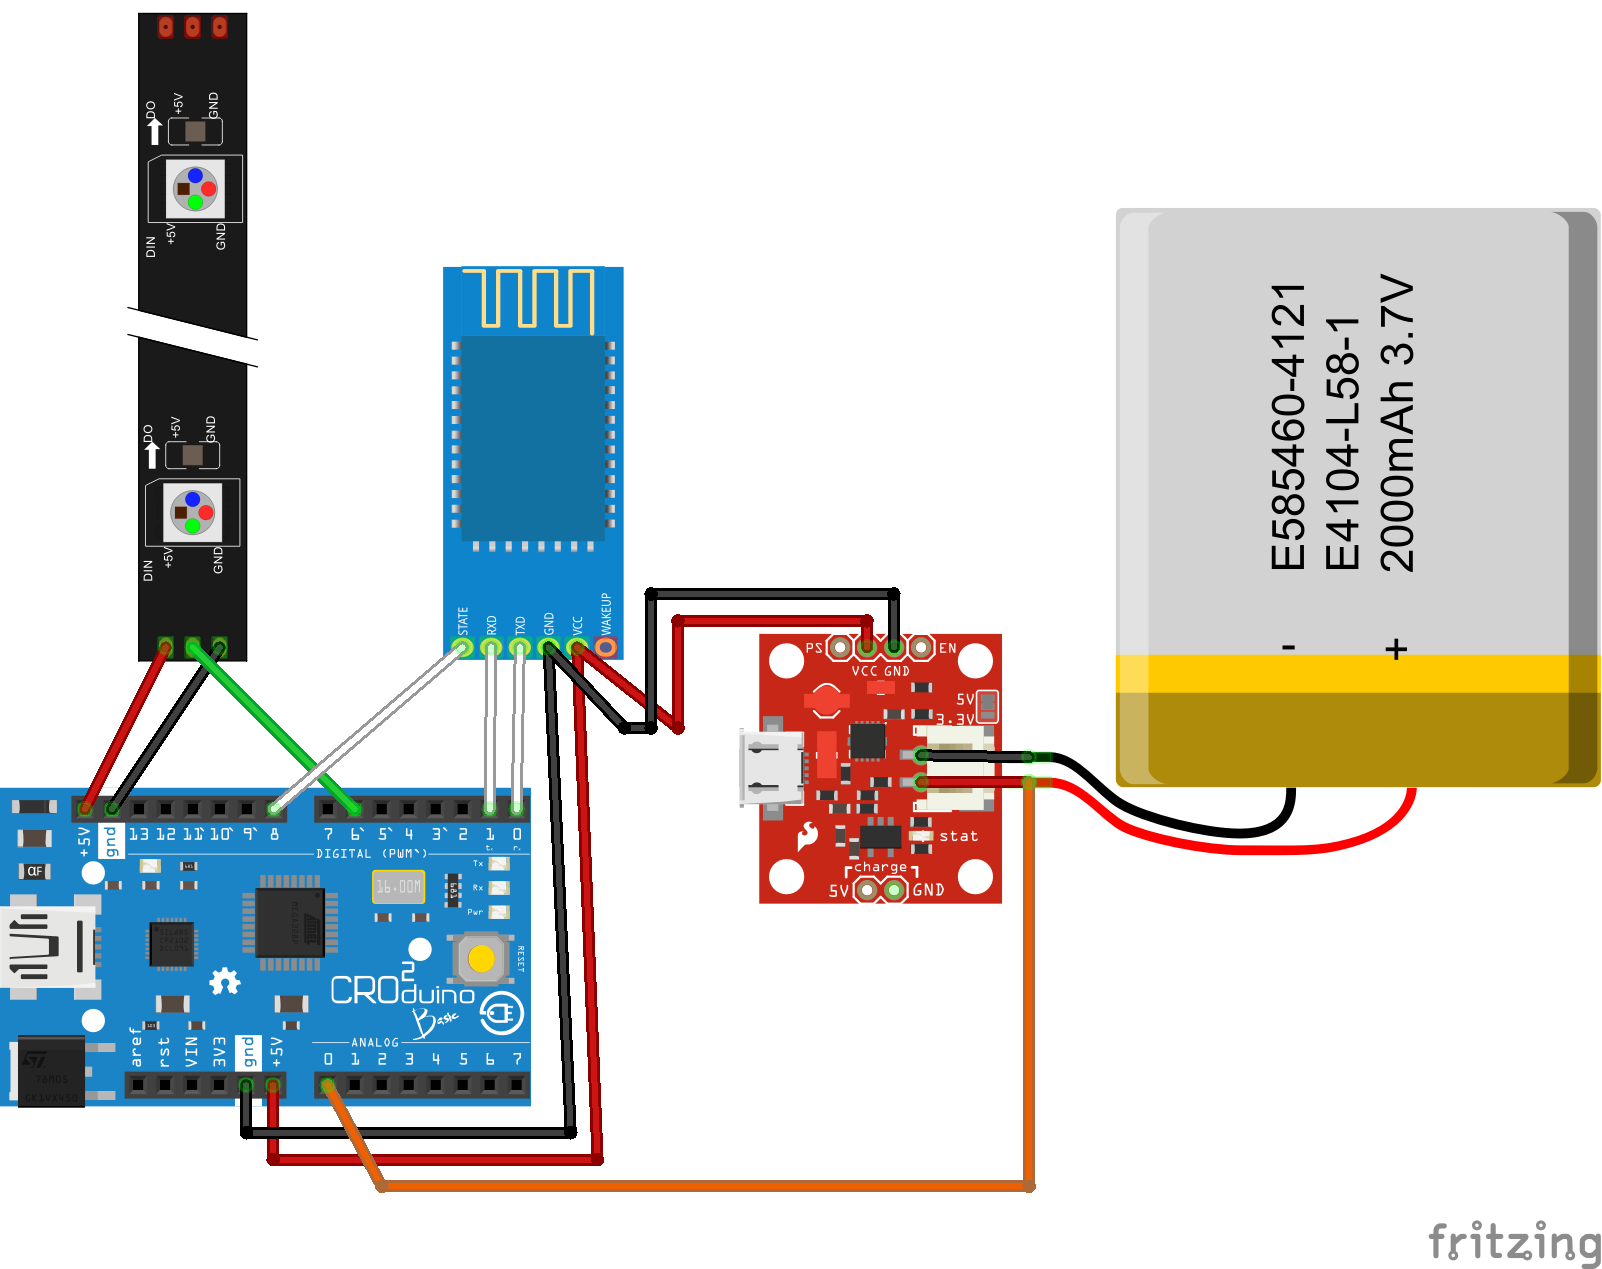 DO +5V GND
DIN +5V GND
DO +5V GND
DIN +5V GND
STATE RXD TXD GND VCC WAKEUP
E585460-4121
E4104-L58-1
2000mAh 3.7V
- +
PS VCC GND EN
5V
3.3V
stat
charge
5V GND
+5V gnd 13 12 11` 10` 9` 8 7 6` 5` 4 3` 2 1 0
DIGITAL (PWM`)
Tx
Rx
Pwr
αF
16.00M
RESET
CROduino
2
Basic
aref rst VIN 3V3 gnd +5V
ANALOG
0 1 2 3 4 5 6 7
fritzing